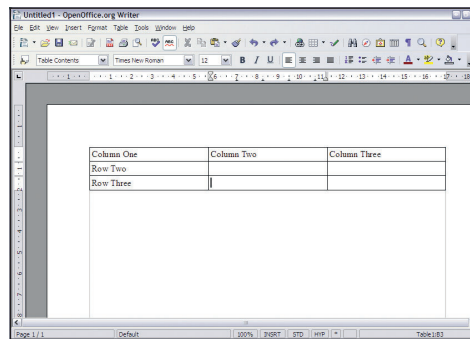 Untitled1 - OpenOffice.org Writer
File Edit View Insert Format Table Tools Window Help
Table Contents Times New Roman 12 B I U
Column One Column Two Column Three
Row Two
Row Three
Page 1 / 1 Default 100% INSRT STD HYP * Table1:B3